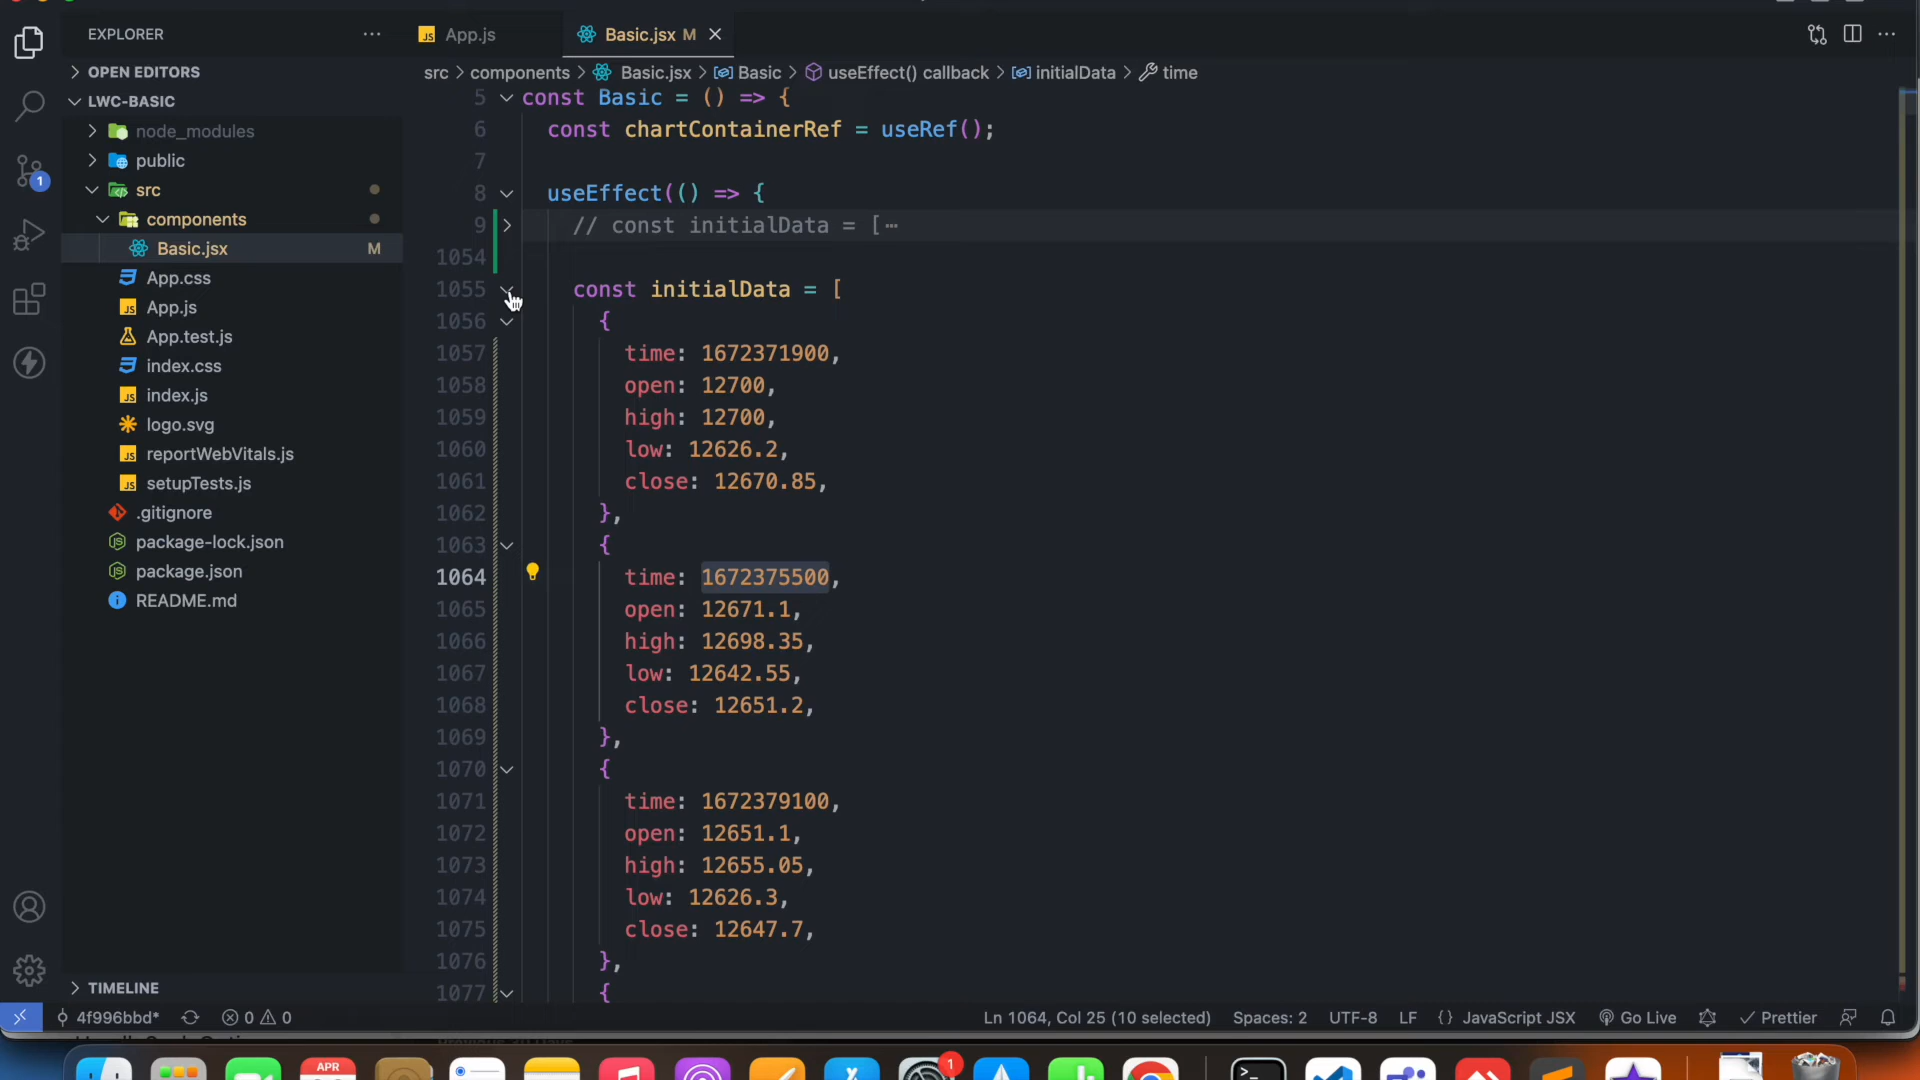 EXPLORER
OPEN EDITORS
LWC-BASIC
node_modules
public
src
components
Basic.jsx M
App.css
App.js
App.test.js
index.css
index.js
logo.svg
reportWebVitals.js
setupTests.js
.gitignore
package-lock.json
package.json
README.md
TIMELINE
App.js
Basic.jsx M
src > components > Basic.jsx > Basic > useEffect() callback > initialData > time
5 const Basic = () => {
6 const chartContainerRef = useRef();
7
8 useEffect(() => {
9 // const initialData = [⋯
1054
1055 const initialData = [
1056 {
1057 time: 1672371900,
1058 open: 12700,
1059 high: 12700,
1060 low: 12626.2,
1061 close: 12670.85,
1062 },
1063 {
1064 time: 1672375500,
1065 open: 12671.1,
1066 high: 12698.35,
1067 low: 12642.55,
1068 close: 12651.2,
1069 },
1070 {
1071 time: 1672379100,
1072 open: 12651.1,
1073 high: 12655.05,
1074 low: 12626.3,
1075 close: 12647.7,
1076 },
1077 {
4f996bbd* 0 0 Ln 1064, Col 25 (10 selected) Spaces: 2 UTF-8 LF {} JavaScript JSX Go Live Prettier
APR
1
1